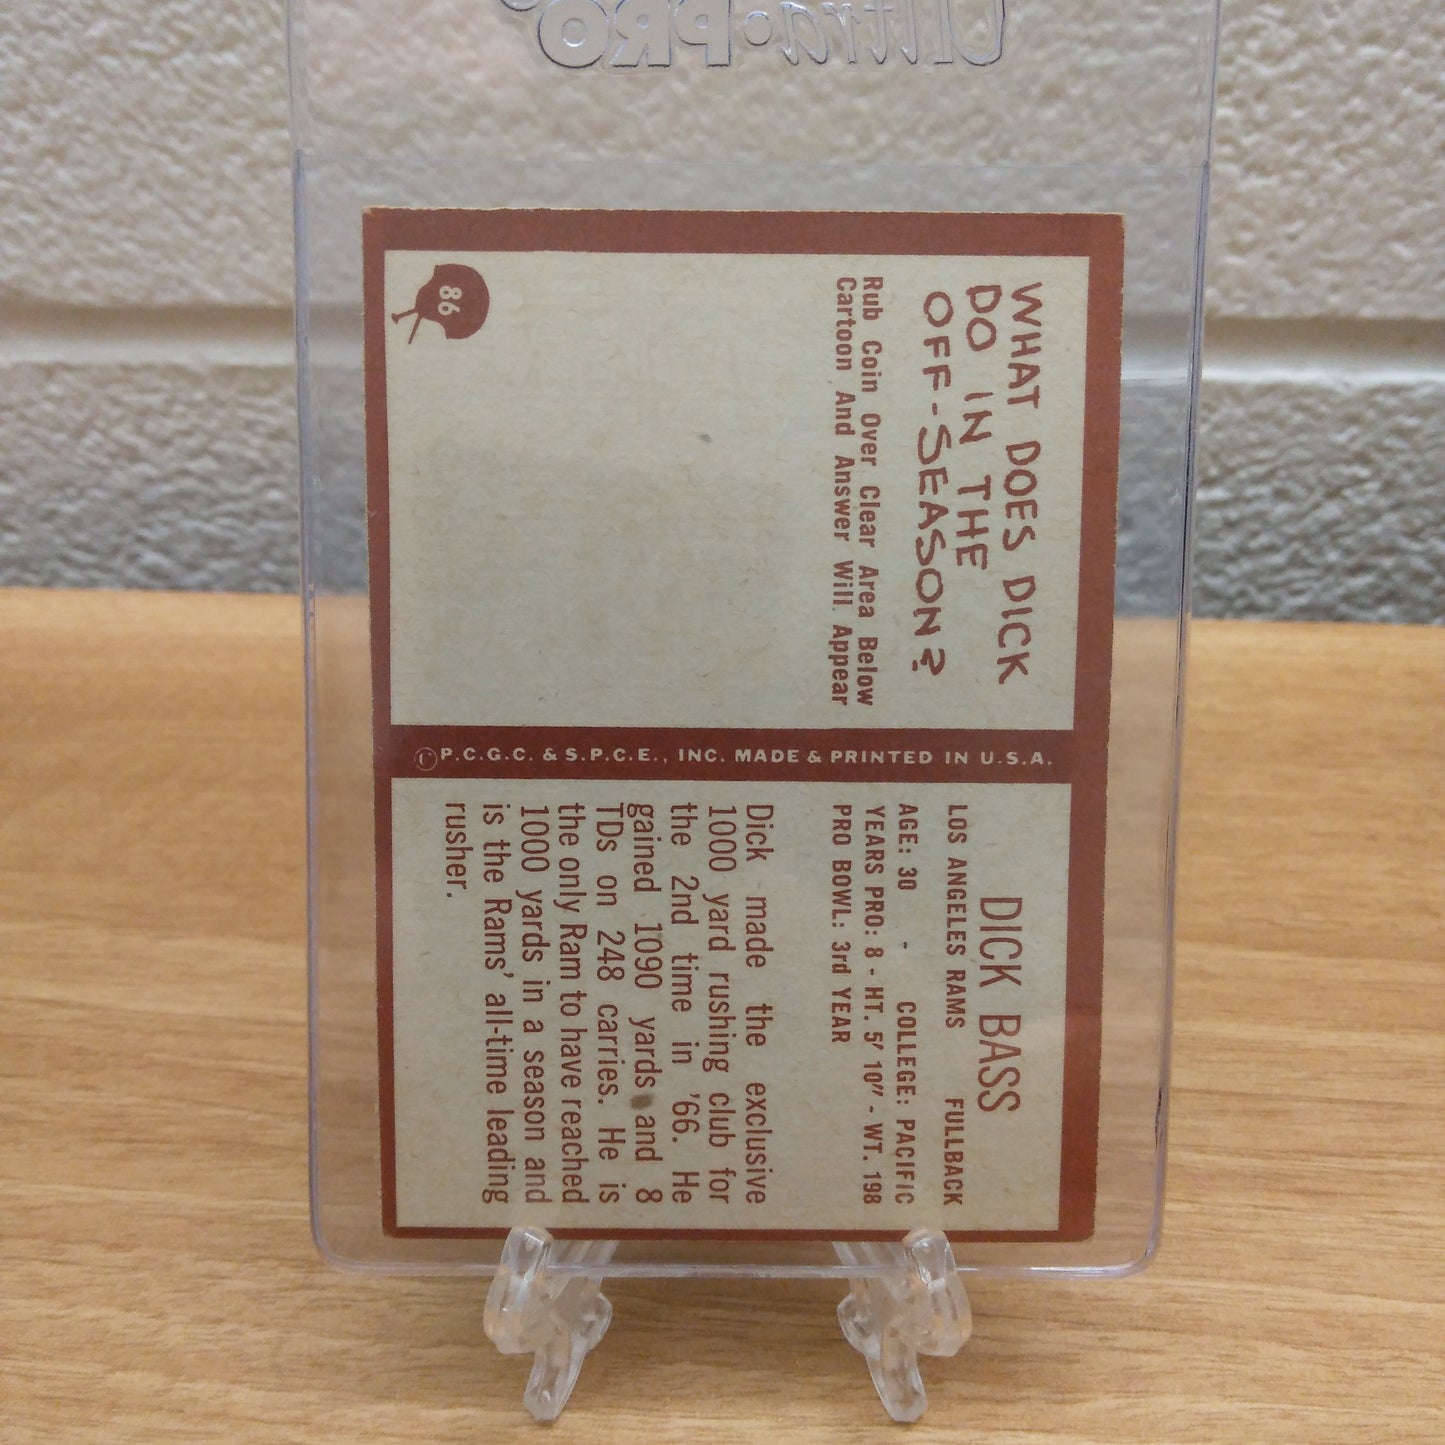 Ultra•PRO
86
WHAT DOES DICK
DO IN THE
OFF-SEASON?
Rub Coin Over Clear Area Below
Cartoon And Answer Will Appear
©P.C.G.C. & S.P.C.E., INC. MADE & PRINTED IN U.S.A.
DICK BASS
LOS ANGELES RAMS FULLBACK
AGE: 30 - COLLEGE: PACIFIC
YEARS PRO: 8 - HT. 5' 10" - WT. 198
PRO BOWL: 3rd YEAR
Dick made the exclusive
1000 yard rushing club for
the 2nd time in '66. He
gained 1090 yards and 8
TDs on 248 carries. He is
the only Ram to have reached
1000 yards in a season and
is the Rams' all-time leading
rusher.